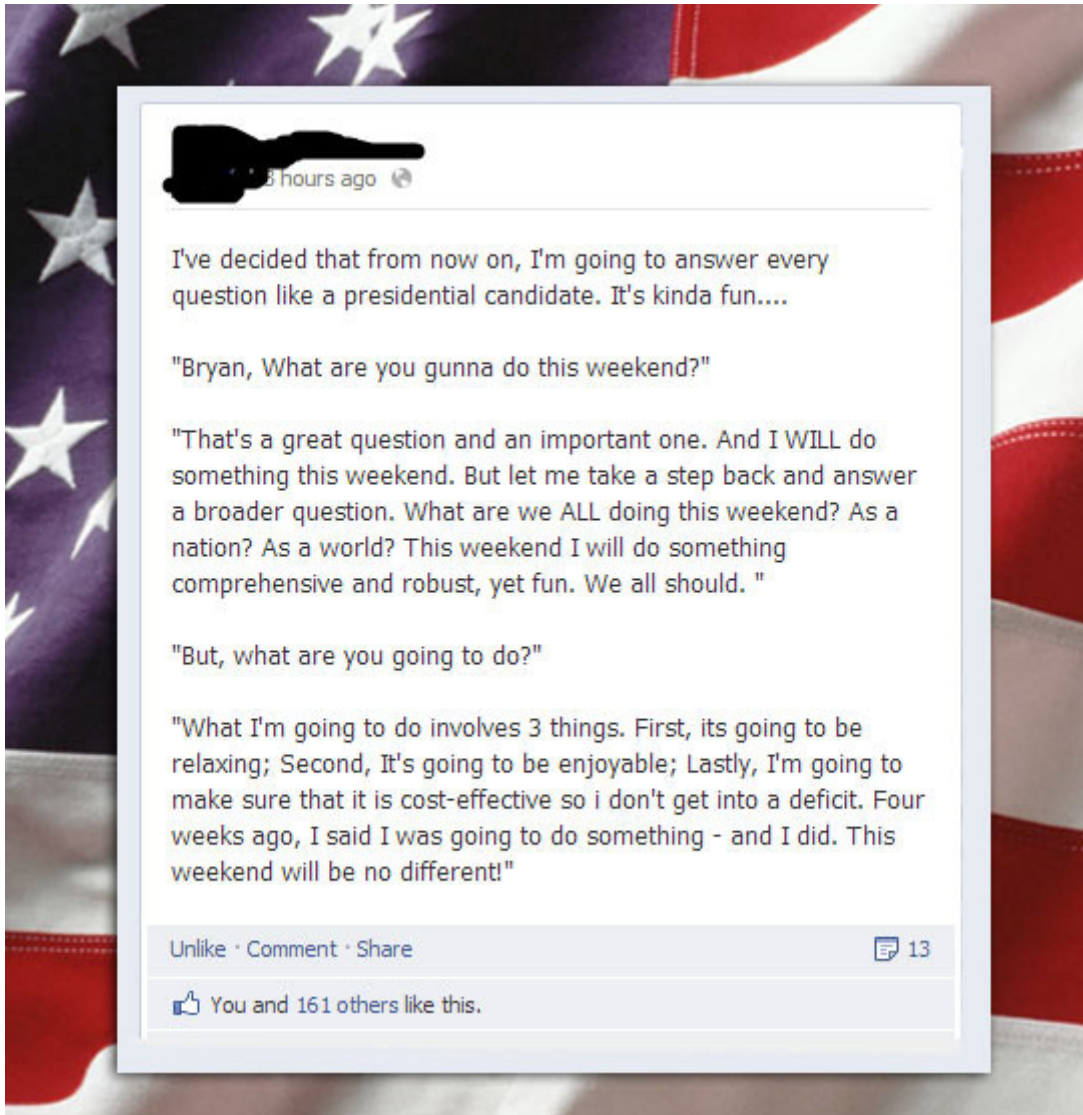 3 hours ago
I've decided that from now on, I'm going to answer every
question like a presidential candidate. It's kinda fun....
"Bryan, What are you gunna do this weekend?"
"That's a great question and an important one. And I WILL do
something this weekend. But let me take a step back and answer
a broader question. What are we ALL doing this weekend? As a
nation? As a world? This weekend I will do something
comprehensive and robust, yet fun. We all should. "
"But, what are you going to do?"
"What I'm going to do involves 3 things. First, its going to be
relaxing; Second, It's going to be enjoyable; Lastly, I'm going to
make sure that it is cost-effective so i don't get into a deficit. Four
weeks ago, I said I was going to do something - and I did. This
weekend will be no different!"
Unlike · Comment · Share 13
You and 161 others like this.